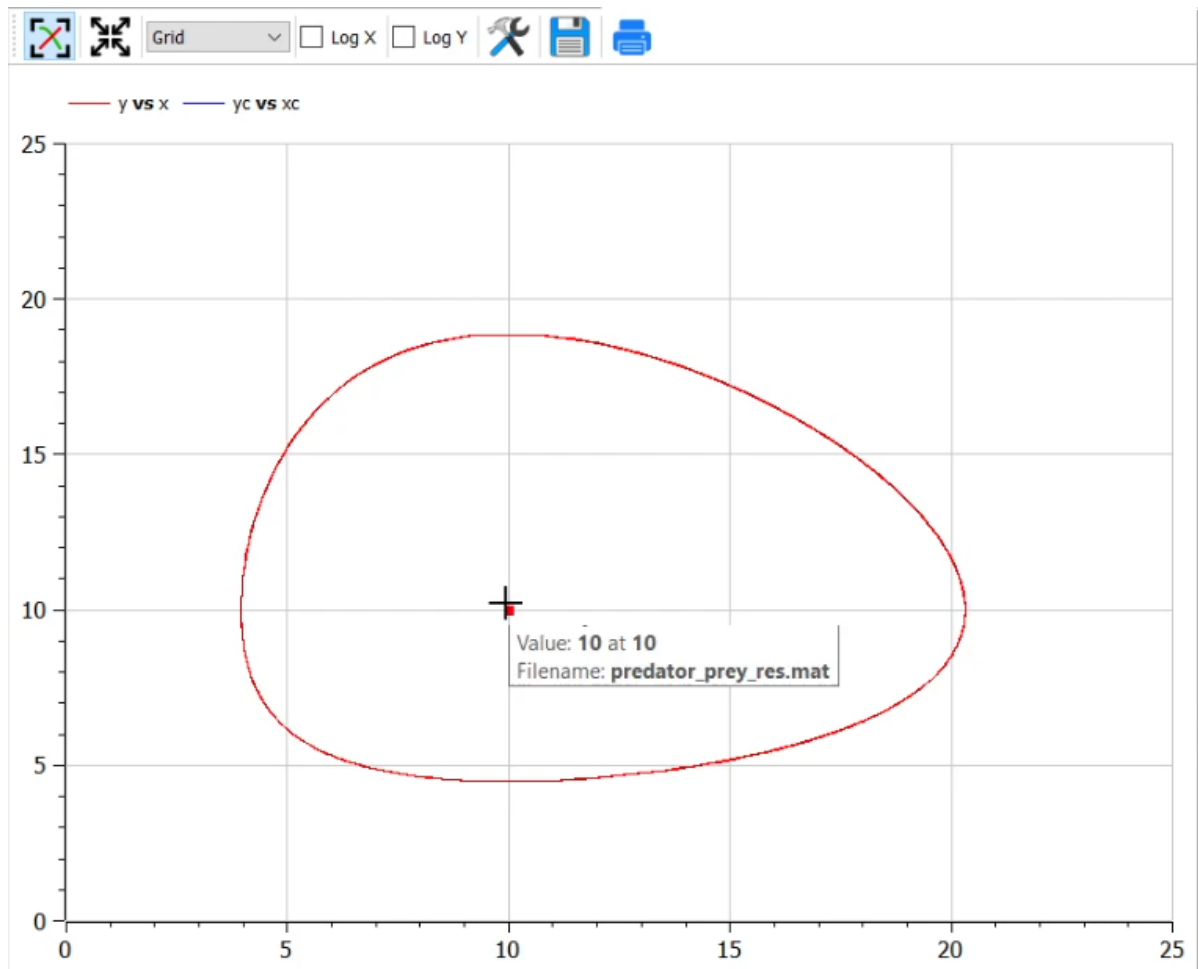 Grid Log X Log Y
y vs x yc vs xc
25
20
15
10
5
0
Value: 10 at 10
Filename: predator_prey_res.mat
0 5 10 15 20 25